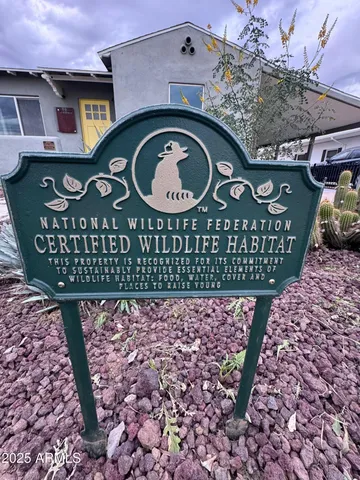 TM
NATIONAL WILDLIFE FEDERATION
CERTIFIED WILDLIFE HABITAT
THIS PROPERTY IS RECOGNIZED FOR ITS COMMITMENT
TO SUSTAINABLY PROVIDE ESSENTIAL ELEMENTS OF
WILDLIFE HABITAT: FOOD, WATER, COVER AND
PLACES TO RAISE YOUNG
2025 ARMLS